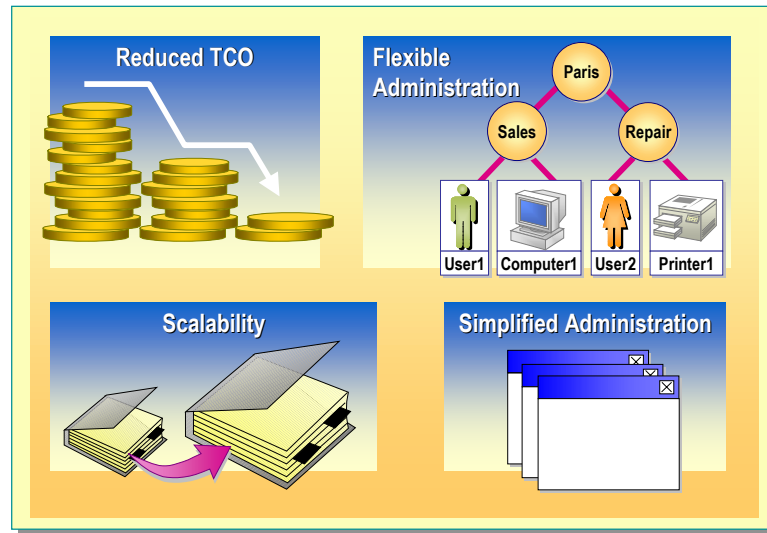 Reduced TCO
Flexible
Administration
Paris
Sales
Repair
User1
Computer1
User2
Printer1
Scalability
Simplified Administration